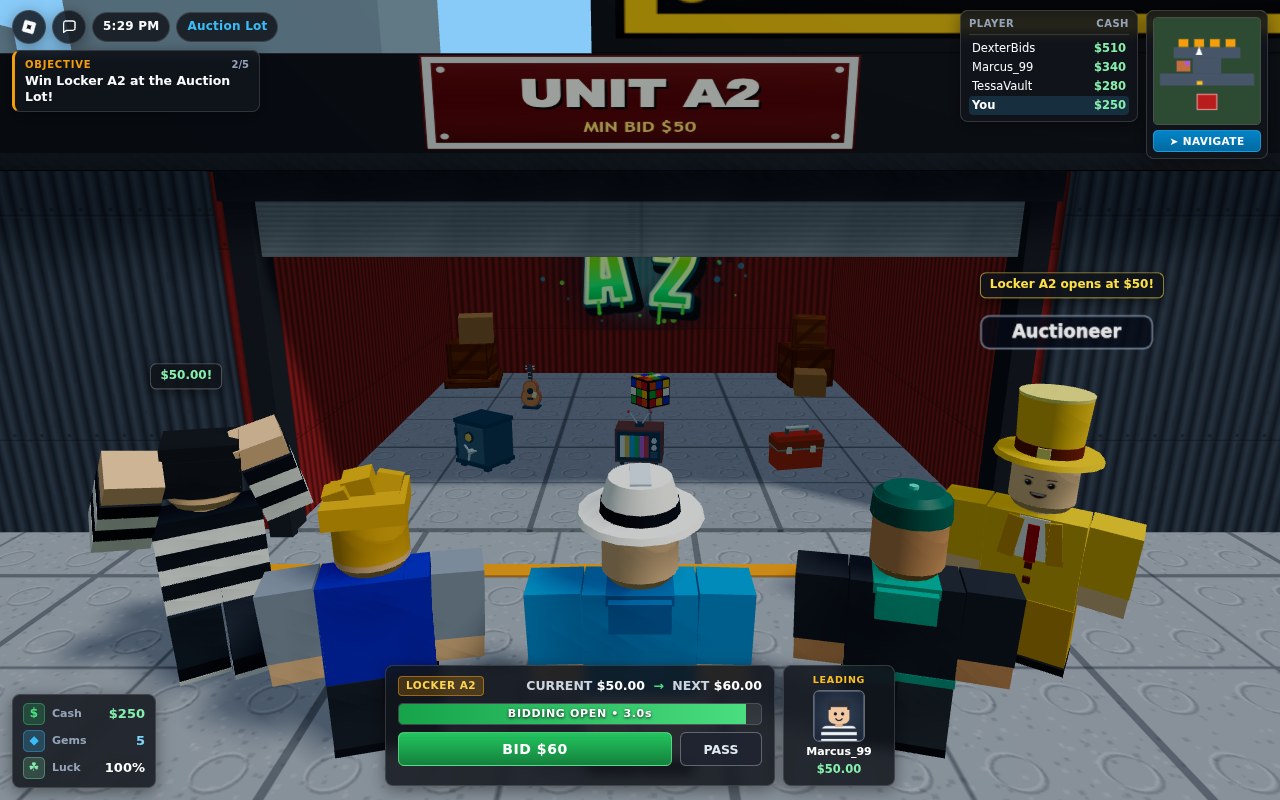 5:29 PM
Auction Lot
OBJECTIVE 2/5
Win Locker A2 at the Auction
Lot!
UNIT A2
MIN BID $50
PLAYER CASH
DexterBids $510
Marcus_99 $340
TessaVault $280
You $250
➤ NAVIGATE
A2
Locker A2 opens at $50!
Auctioneer
$50.00!
$ Cash $250
Gems 5
Luck 100%
LOCKER A2 CURRENT $50.00 → NEXT $60.00
BIDDING OPEN • 3.0s
BID $60 PASS
LEADING
Marcus_99
$50.00